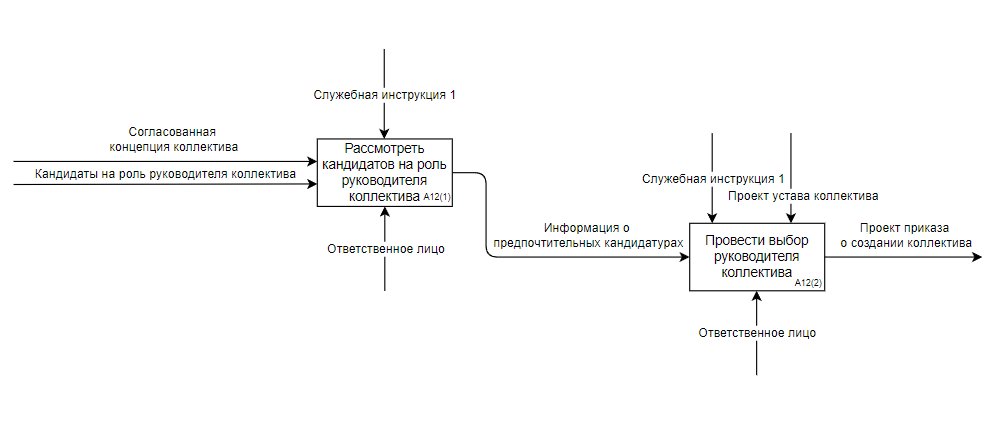 Служебная инструкция 1
Согласованная
концепция коллектива
Кандидаты на роль руководителя коллектива
Рассмотреть
кандидатов на роль
руководителя
коллектива A12(1)
Ответственное лицо
Информация о
предпочтительных кандидатурах
Служебная инструкция 1
Проект устава коллектива
Провести выбор
руководителя
коллектива
A12(2)
Проект приказа
о создании коллектива
Ответственное лицо